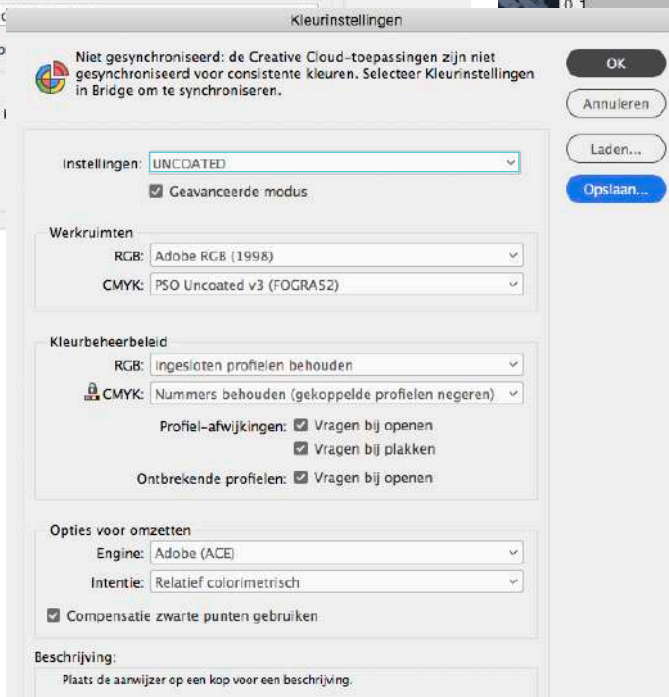 0.1
Kleurinstellingen
Niet gesynchroniseerd: de Creative Cloud-toepassingen zijn niet
gesynchroniseerd voor consistente kleuren. Selecteer Kleurinstellingen
in Bridge om te synchroniseren.
OK
Annuleren
Laden...
Opslaan...
Instellingen: UNCOATED
Geavanceerde modus
Werkruimten
RGB: Adobe RGB (1998)
CMYK: PSO Uncoated v3 (FOGRA52)
Kleurbeheerbeleid
RGB: Ingesloten profielen behouden
CMYK: Nummers behouden (gekoppelde profielen negeren)
Profiel-afwijkingen: Vragen bij openen
Vragen bij plakken
Ontbrekende profielen: Vragen bij openen
Opties voor omzetten
Engine: Adobe (ACE)
Intentie: Relatief colorimetrisch
Compensatie zwarte punten gebruiken
Beschrijving:
Plaats de aanwijzer op een kop voor een beschrijving.